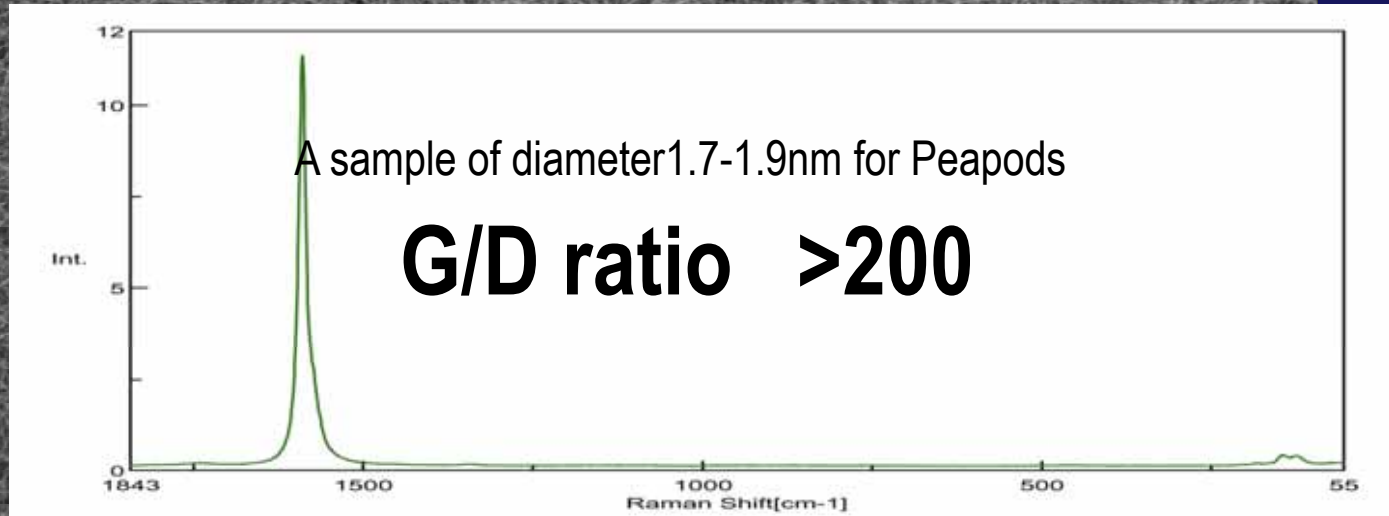 12
10
A sample of diameter1.7-1.9nm for Peapods
G/D ratio >200
Int.
5
0
1843 1500 1000 500 55
Raman Shift[cm-1]